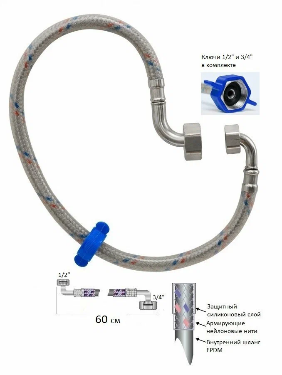 Ключи 1/2" и 3/4"
в комплекте
1/2"
3/4"
60 см
Защитный
силиконовый слой
Армирующие
нейлоновые нити
Внутренний шланг
EPDM